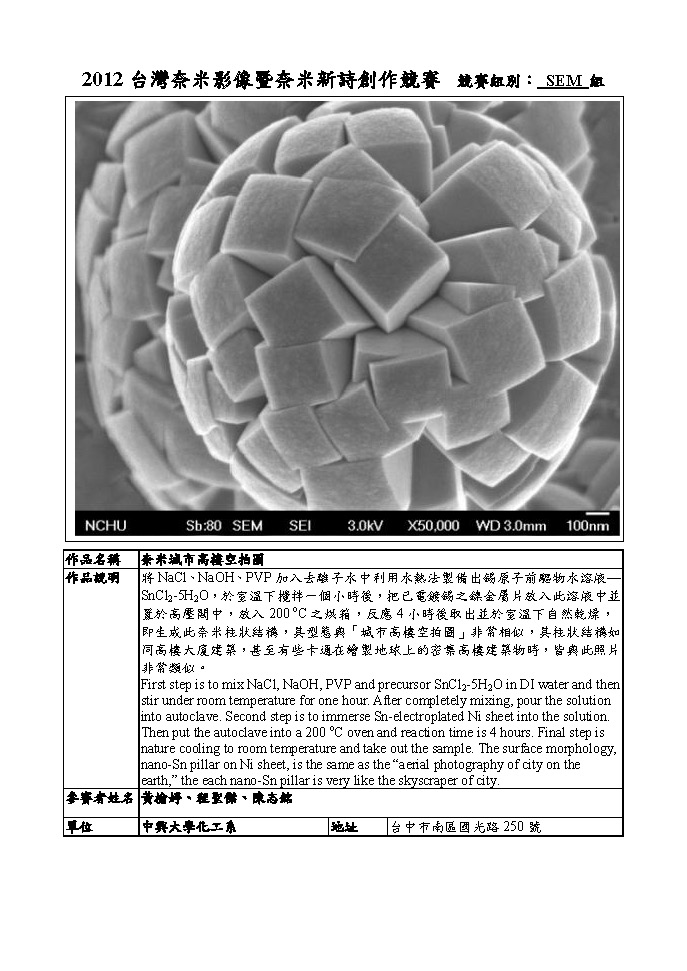 2012 台灣奈米影像暨奈米新詩創作競賽 競賽組別： SEM 組
NCHU Sb:80 SEM SEI 3.0kV X50,000 WD 3.0mm 100nm
作品名稱 奈米城市高樓空拍圖
作品說明 將 NaCl、NaOH、PVP 加入去離子水中利用水熱法製備出錫原子前驅物水溶液—
SnCl2-5H2O，於室溫下攪拌一個小時後，把已電鍍錫之鎳金屬片放入此溶液中並
置於高壓閥中，放入 200 °C 之烘箱，反應 4 小時後取出並於室溫下自然乾燥，
即生成此奈米柱狀結構，其型態與「城市高樓空拍圖」非常相似，其柱狀結構如
同高樓大廈建築，甚至有些卡通在繪製地球上的密集高樓建築物時，皆與此照片
非常類似。
First step is to mix NaCl, NaOH, PVP and precursor SnCl2-5H2O in DI water and then
stir under room temperature for one hour. After completely mixing, pour the solution
into autoclave. Second step is to immerse Sn-electroplated Ni sheet into the solution.
Then put the autoclave into a 200 °C oven and reaction time is 4 hours. Final step is
nature cooling to room temperature and take out the sample. The surface morphology,
nano-Sn pillar on Ni sheet, is the same as the “aerial photography of city on the
earth,” the each nano-Sn pillar is very like the skyscraper of city.
參賽者姓名 黃掄婷、程聖傑、陳志銘
單位 中興大學化工系 地址 台中市南區國光路 250 號